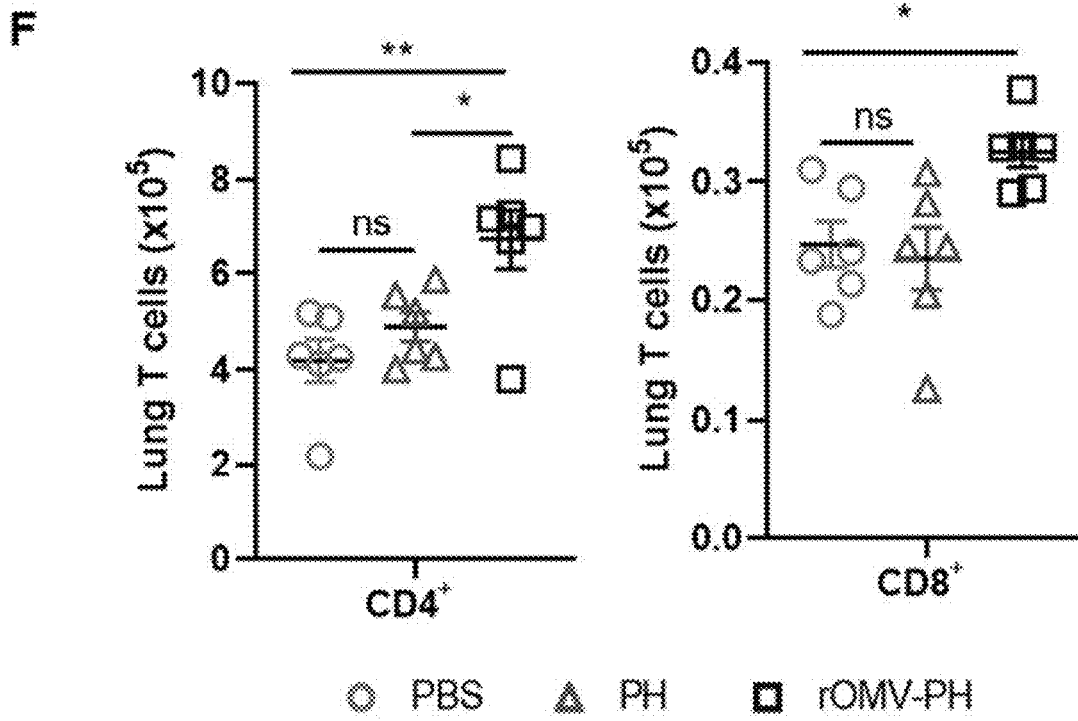 F
**
*
ns
10
8
6
4
2
0
Lung T cells (x10⁵)
CD4⁺
*
ns
0.4
0.3
0.2
0.1
0.0
Lung T cells (x10⁵)
CD8⁺
PBS PH rOMV-PH